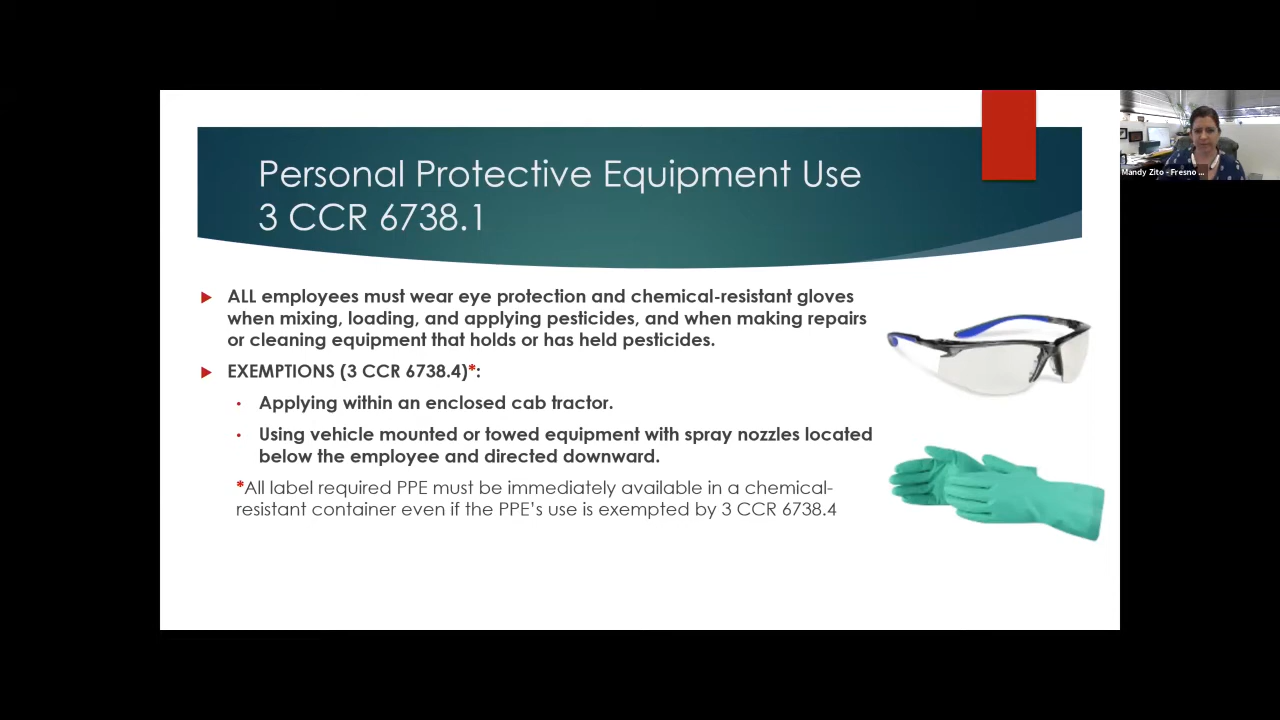 Personal Protective Equipment Use
3 CCR 6738.1
ALL employees must wear eye protection and chemical-resistant gloves
when mixing, loading, and applying pesticides, and when making repairs
or cleaning equipment that holds or has held pesticides.
EXEMPTIONS (3 CCR 6738.4)*:
Applying within an enclosed cab tractor.
Using vehicle mounted or towed equipment with spray nozzles located
below the employee and directed downward.
*All label required PPE must be immediately available in a chemical-
resistant container even if the PPE's use is exempted by 3 CCR 6738.4
Mandy Zito - Fresno ...